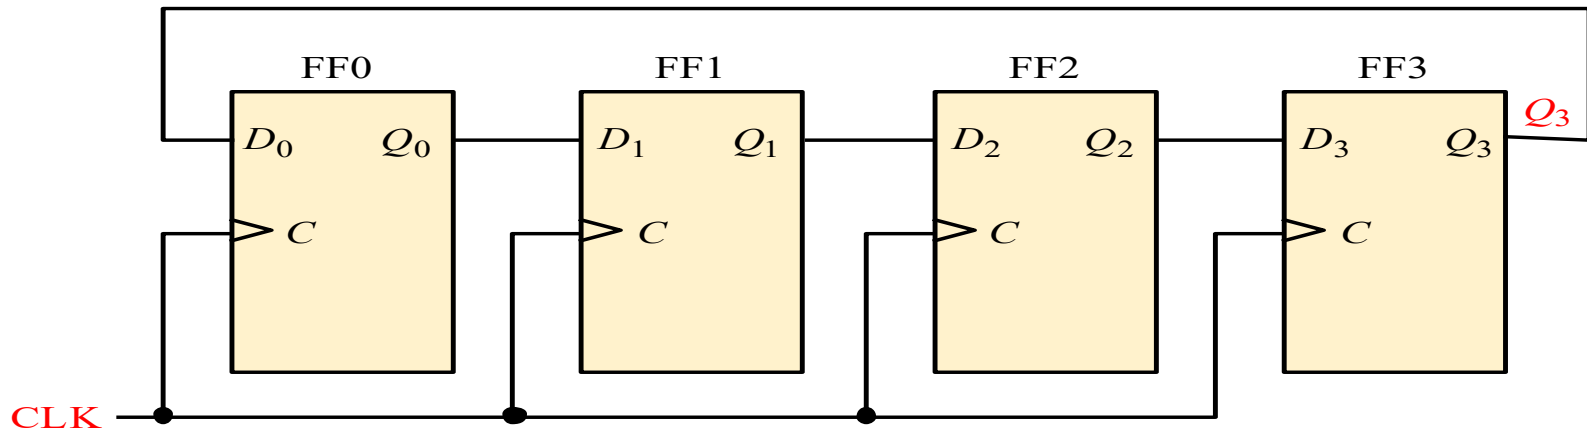 FF0 FF1 FF2 FF3
D₀ Q₀ D₁ Q₁ D₂ Q₂ D₃ Q₃ Q₃
C C C C
CLK